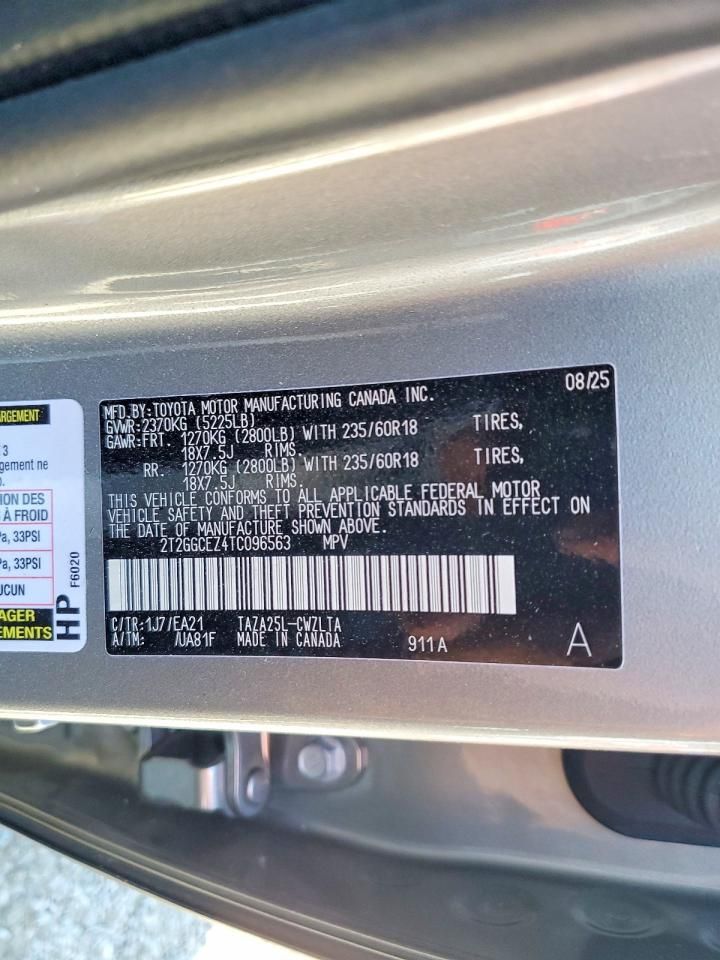 ARGEMENT
3
gement ne
ION DES
S À FROID
Pa, 33PSI
Pa, 33PSI
UCUN
AGER
EMENTS
HP F6020
08/25
MFD.BY:TOYOTA MOTOR MANUFACTURING CANADA INC.
GVWR:2370KG (5225LB)
GAWR:FRT. 1270KG (2800LB) WITH 235/60R18 TIRES,
18X7.5J RIMS.
RR. 1270KG (2800LB) WITH 235/60R18 TIRES,
18X7.5J RIMS.
THIS VEHICLE CONFORMS TO ALL APPLICABLE FEDERAL MOTOR
VEHICLE SAFETY AND THEFT PREVENTION STANDARDS IN EFFECT ON
THE DATE OF MANUFACTURE SHOWN ABOVE.
2T2GGCEZ4TC096563 MPV
C/TR:1J7/EA21 TAZA25L-CWZLTA
A/TM: /UA81F MADE IN CANADA 911A A